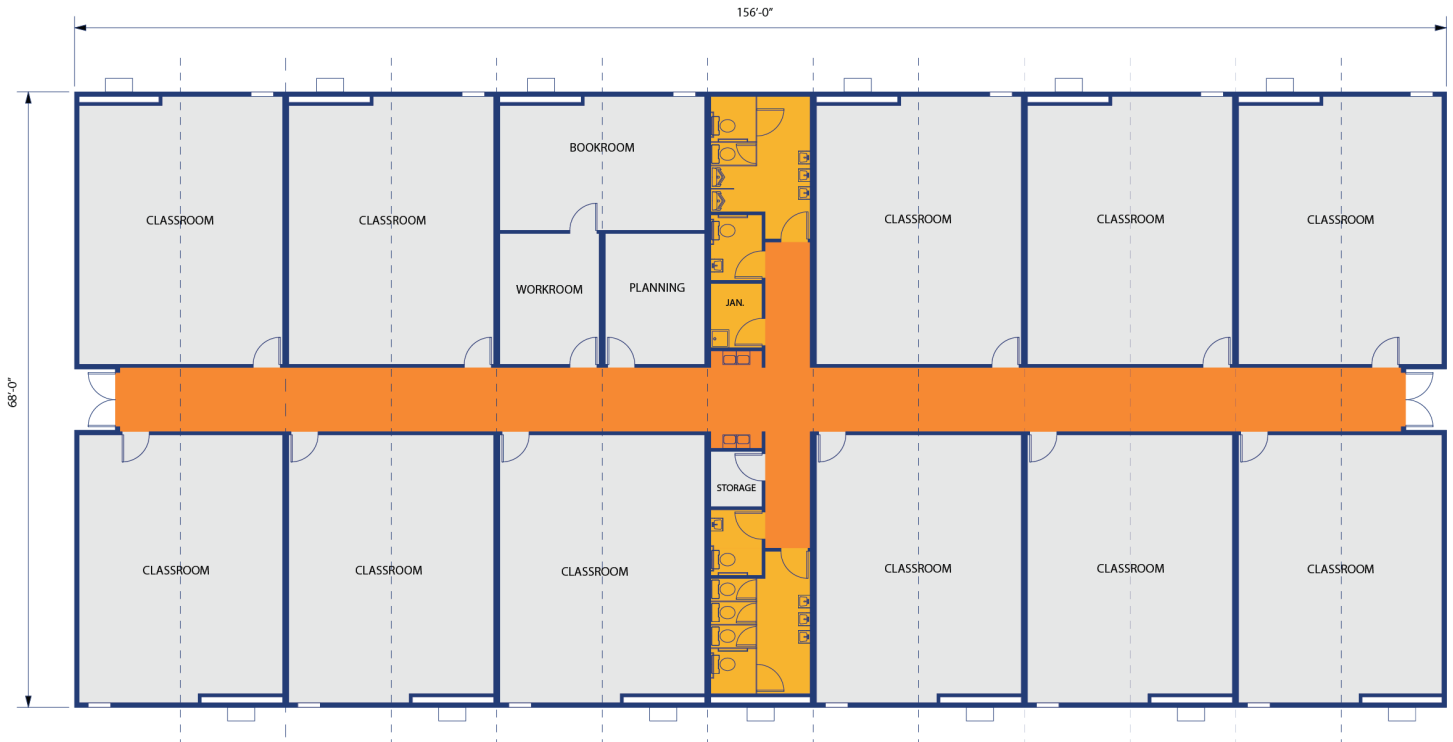 156'-0"
68'-0"
BOOKROOM
CLASSROOM
CLASSROOM
CLASSROOM
CLASSROOM
CLASSROOM
WORKROOM
PLANNING
JAN.
STORAGE
CLASSROOM
CLASSROOM
CLASSROOM
CLASSROOM
CLASSROOM
CLASSROOM